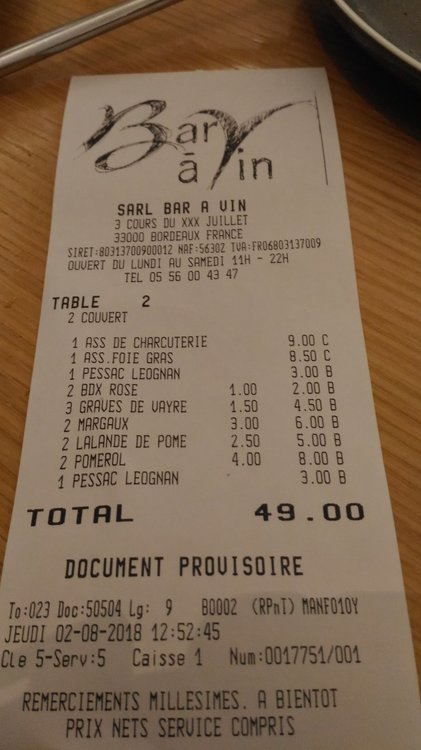 Bar
à Vin
SARL BAR A VIN
3 COURS DU XXX JUILLET
33000 BORDEAUX FRANCE
SIRET:80313700900012 NAF:5630Z TVA:FR06803137009
OUVERT DU LUNDI AU SAMEDI 11H - 22H
TEL 05 56 00 43 47
TABLE 2
2 COUVERT
1 ASS DE CHARCUTERIE 9.00 C
1 ASS.FOIE GRAS 8.50 C
1 PESSAC LEOGNAN 3.00 B
2 BDX ROSE 1.00 2.00 B
3 GRAVES DE VAYRE 1.50 4.50 B
2 MARGAUX 3.00 6.00 B
2 LALANDE DE POME 2.50 5.00 B
2 POMEROL 4.00 8.00 B
1 PESSAC LEOGNAN 3.00 B
TOTAL 49.00
DOCUMENT PROVISOIRE
To:023 Doc:50504 Lg: 9 B0002 (RPnT) MANFO10Y
JEUDI 02-08-2018 12:52:45
Cle 5-Serv:5 Caisse 1 Num:0017751/001
REMERCIEMENTS MILLESIMES. A BIENTOT
PRIX NETS SERVICE COMPRIS